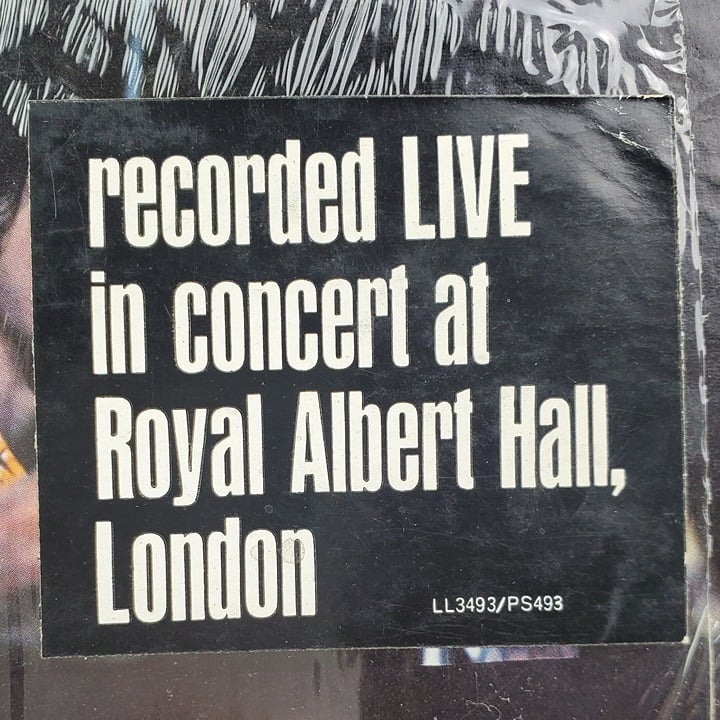 recorded LIVE
in concert at
Royal Albert Hall,
London
LL3493/PS493